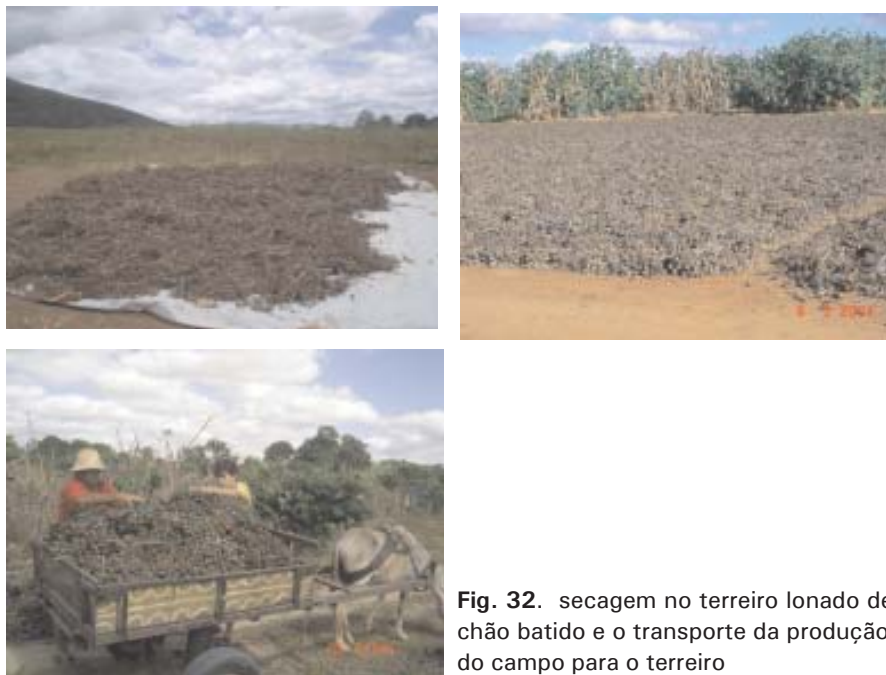 Fig. 32. secagem no terreiro lonado de
chão batido e o transporte da produção
do campo para o terreiro